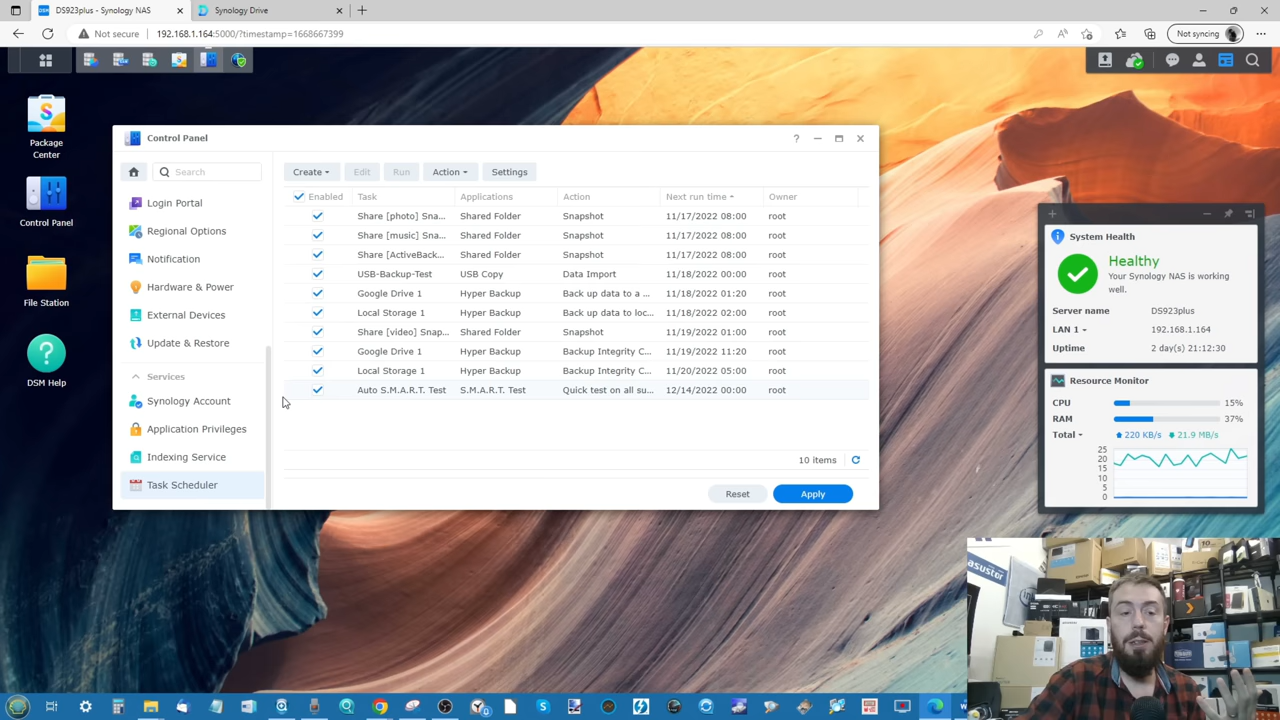 DS923plus - Synology NAS
Synology Drive
Not secure
192.168.1.164:5000/?timestamp=1668667399
Not syncing
Package
Center
Control Panel
File Station
DSM Help
Control Panel
Search
Create
Edit
Run
Action
Settings
Login Portal
Regional Options
Notification
Hardware & Power
External Devices
Update & Restore
Services
Synology Account
Application Privileges
Indexing Service
Task Scheduler
Enabled Task Applications Action Next run time Owner
Share [photo] Sna... Shared Folder Snapshot 11/17/2022 08:00 root
Share [music] Sna... Shared Folder Snapshot 11/17/2022 08:00 root
Share [ActiveBack... Shared Folder Snapshot 11/17/2022 08:00 root
USB-Backup-Test USB Copy Data Import 11/18/2022 00:00 root
Google Drive 1 Hyper Backup Back up data to a ... 11/18/2022 01:20 root
Local Storage 1 Hyper Backup Back up data to loc... 11/18/2022 02:00 root
Share [video] Snap... Shared Folder Snapshot 11/19/2022 01:00 root
Google Drive 1 Hyper Backup Backup Integrity C... 11/19/2022 11:20 root
Local Storage 1 Hyper Backup Backup Integrity C... 11/20/2022 05:00 root
Auto S.M.A.R.T. Test S.M.A.R.T. Test Quick test on all su... 12/14/2022 00:00 root
10 items
Reset
Apply
System Health
Healthy
Your Synology NAS is working
well.
Server name DS923plus
LAN 1 192.168.1.164
Uptime 2 day(s) 21:12:30
Resource Monitor
CPU 15%
RAM 37%
Total 220 KB/s 21.9 MB/s
25
20
15
10
5
0
asustor